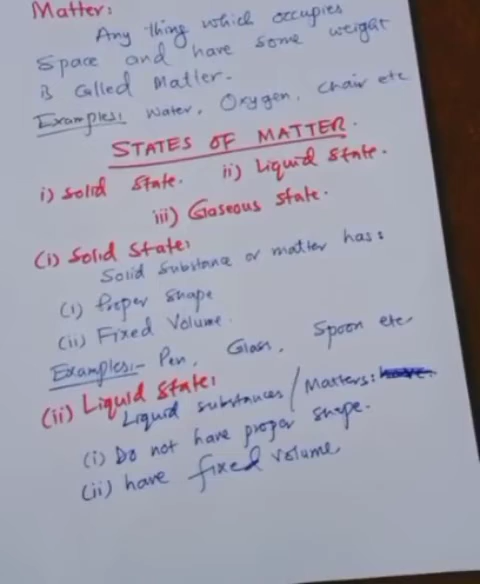 Matter:
Any thing which occupies
Space and have some weight
is Called Matter.
Examples: Water, Oxygen, Chair etc
STATES OF MATTER.
i) Solid State. ii) Liquid State.
iii) Gaseous State.
(i) Solid State:
Solid Substance or matter has:
(i) Proper Shape
(ii) Fixed Volume.
Examples:- Pen, Glass, Spoon etc
(ii) Liquid State:
Liquid substances / Matters:
(i) Do not have proper shape.
(ii) have fixed volume